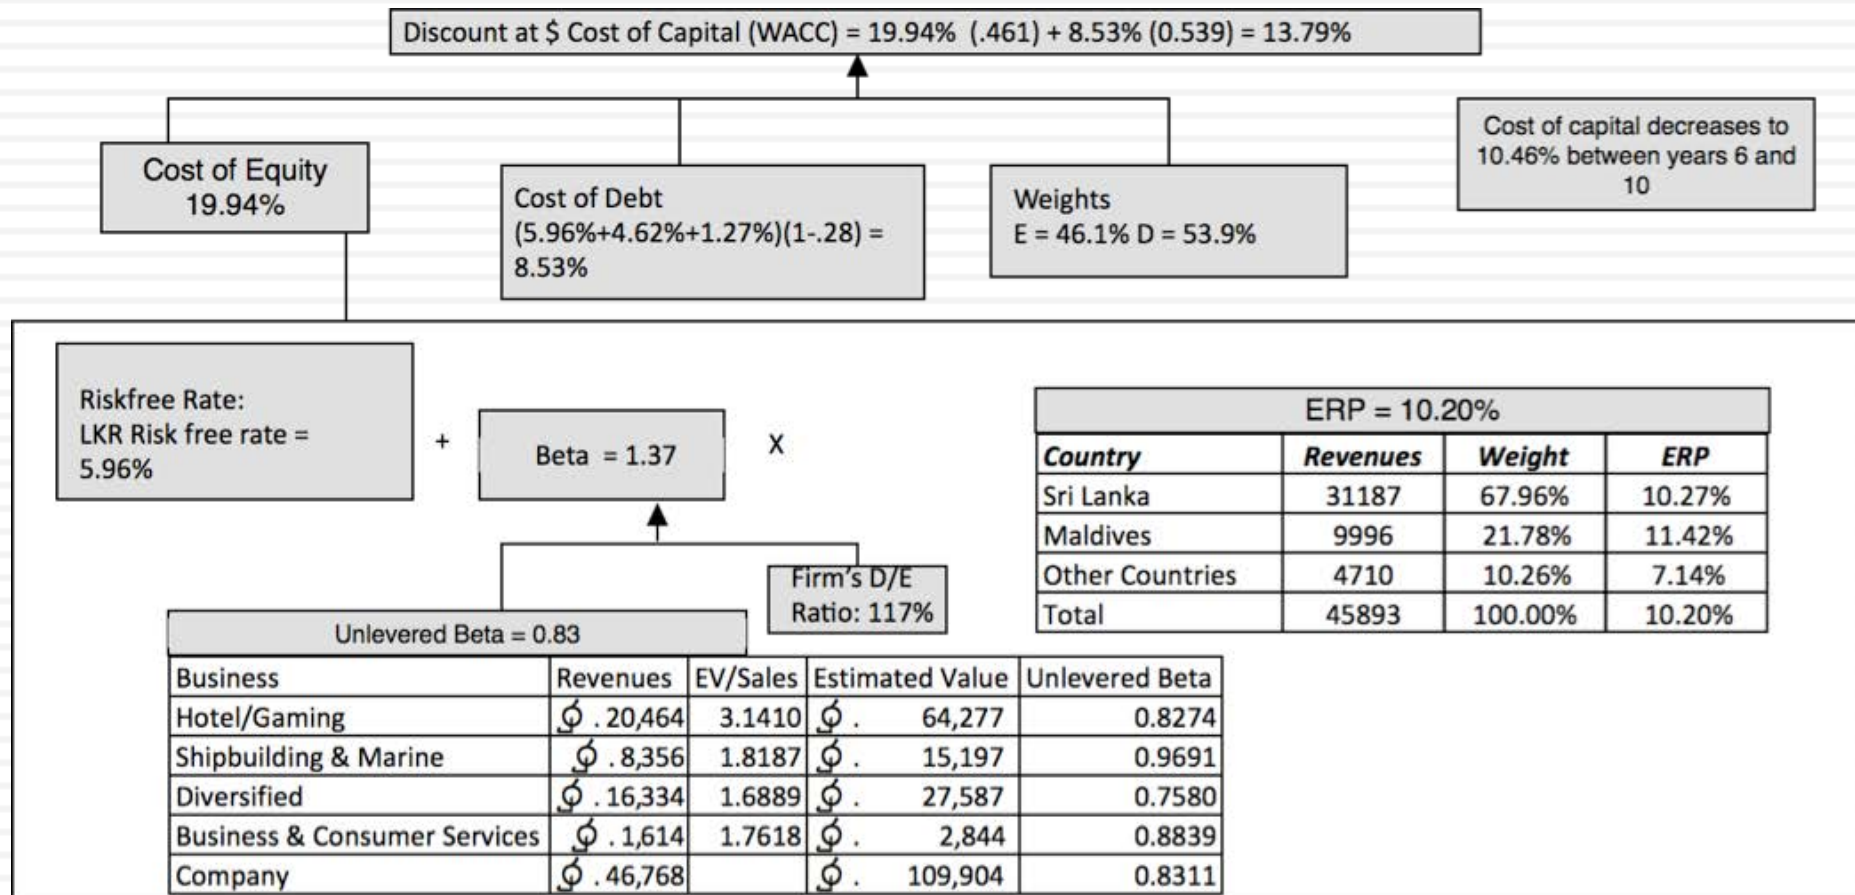 Discount at $ Cost of Capital (WACC) = 19.94% (.461) + 8.53% (0.539) = 13.79%
Cost of Equity
19.94%
Cost of Debt
(5.96%+4.62%+1.27%)(1-.28) =
8.53%
Weights
E = 46.1% D = 53.9%
Cost of capital decreases to
10.46% between years 6 and
10
Riskfree Rate:
LKR Risk free rate =
5.96%
+
Beta = 1.37
X
ERP = 10.20%
Country Revenues Weight ERP
Sri Lanka 31187 67.96% 10.27%
Maldives 9996 21.78% 11.42%
Other Countries 4710 10.26% 7.14%
Total 45893 100.00% 10.20%
Firm's D/E
Ratio: 117%
Unlevered Beta = 0.83
Business Revenues EV/Sales Estimated Value Unlevered Beta
Hotel/Gaming රු. 20,464 3.1410 රු. 64,277 0.8274
Shipbuilding & Marine රු. 8,356 1.8187 රු. 15,197 0.9691
Diversified රු. 16,334 1.6889 රු. 27,587 0.7580
Business & Consumer Services රු. 1,614 1.7618 රු. 2,844 0.8839
Company රු. 46,768 රු. 109,904 0.8311